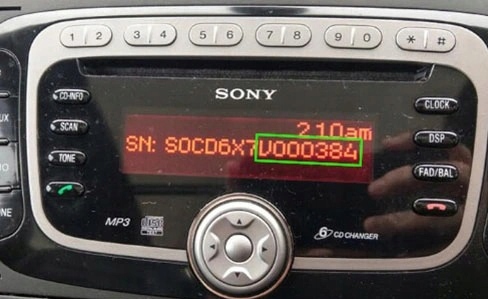 1 2 3 4 5 6 7 8 9 0 * #
SONY
CD-INFO
CLOCK
2:10am
SCAN
SN: SOCD6X7V000384
DSP
TONE
FAD/BAL
MP3
6 CD CHANGER